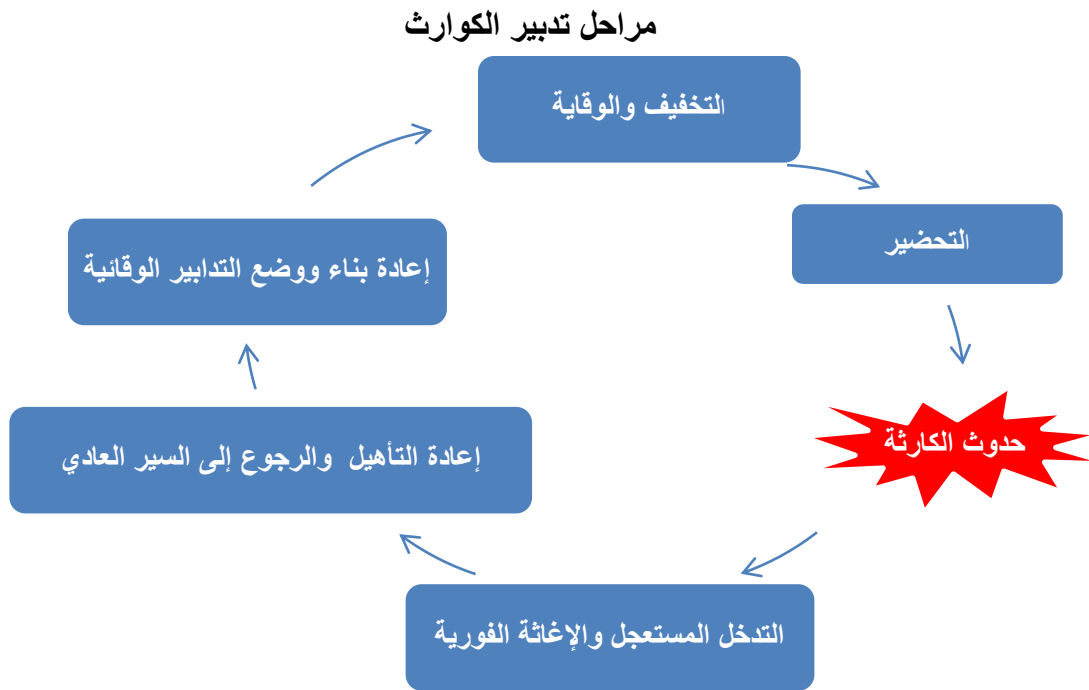 مراحل تدبير الكوارث
التخفيف والوقاية
التحضير
حدوث الكارثة
التدخل المستعجل والإغاثة الفورية
إعادة التأهيل والرجوع إلى السير العادي
إعادة بناء ووضع التدابير الوقائية